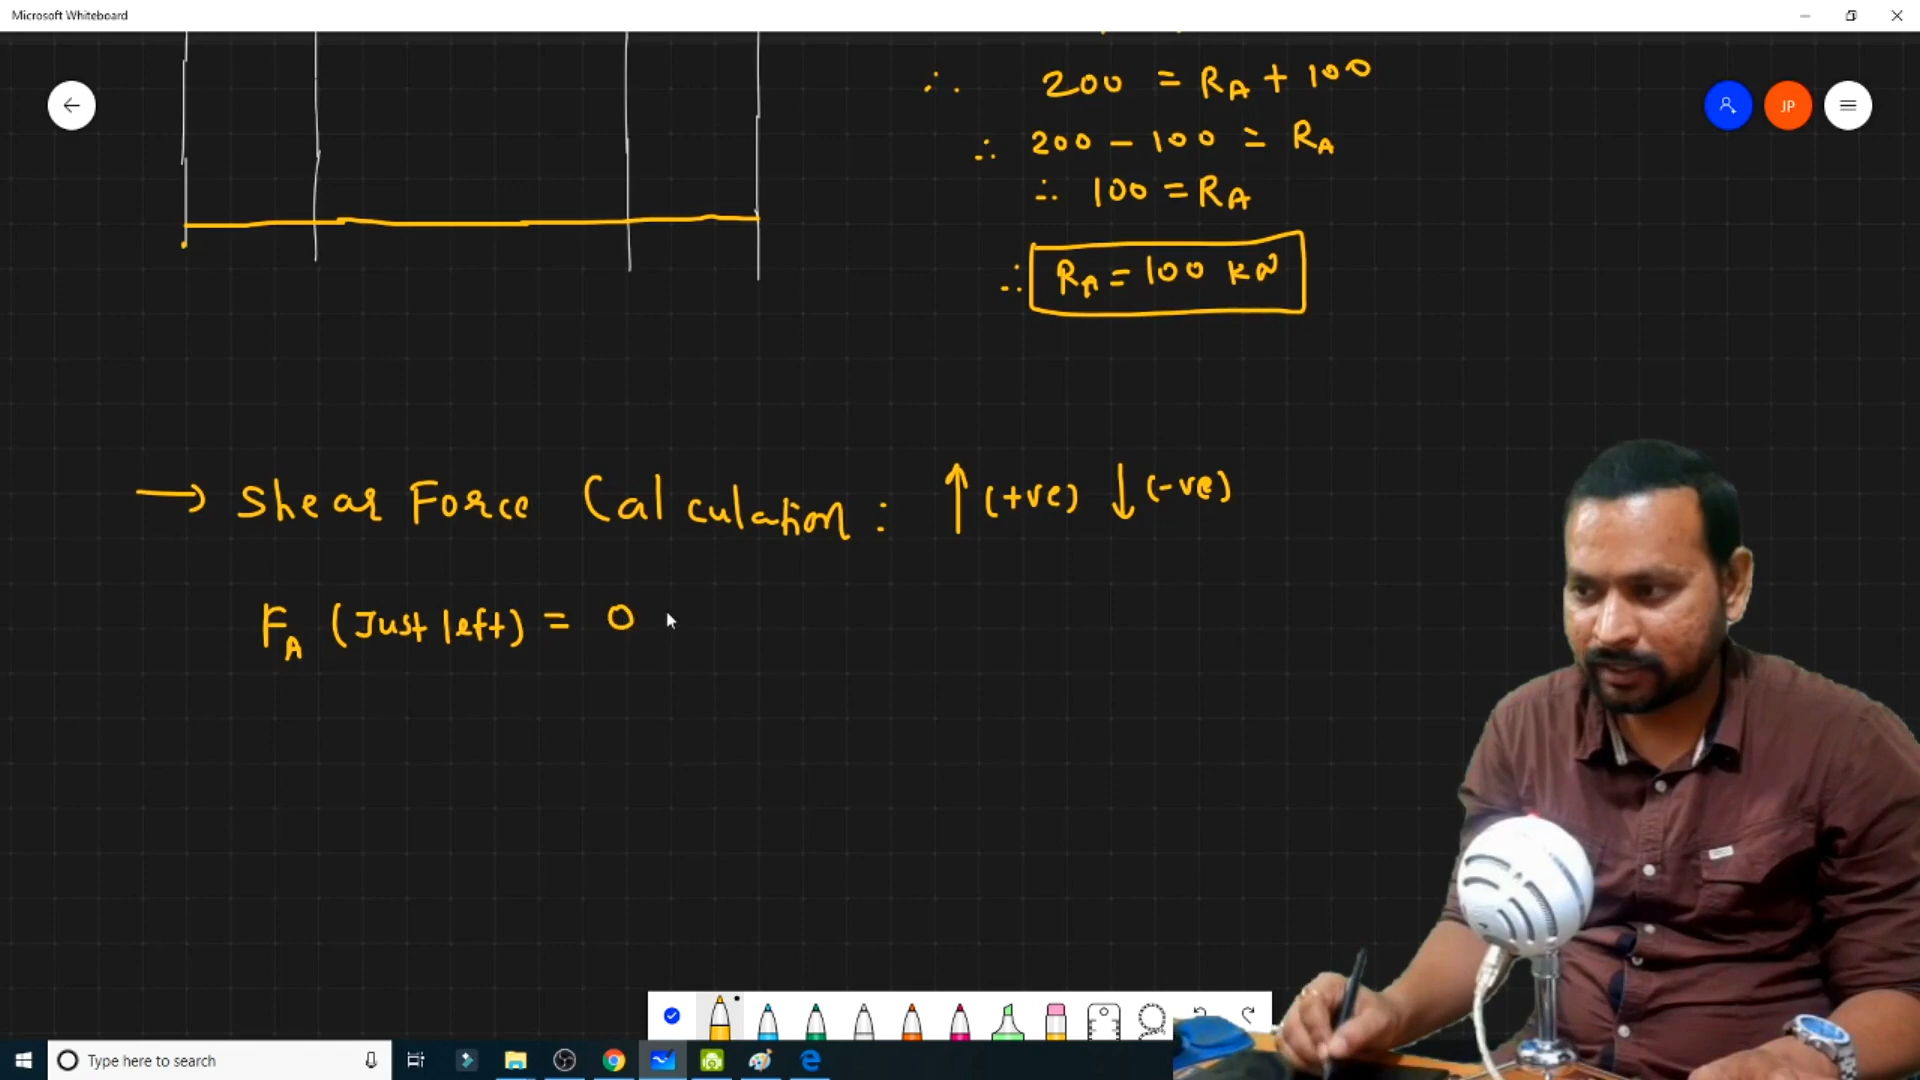 Microsoft Whiteboard
∴ 200 = RA + 100
∴ 200 - 100 = RA
∴ 100 = RA
∴ RA = 100 kN
JP
→ Shear Force Calculation : ↑ (+ve) ↓ (-ve)
FA (Just left) = 0
Type here to search